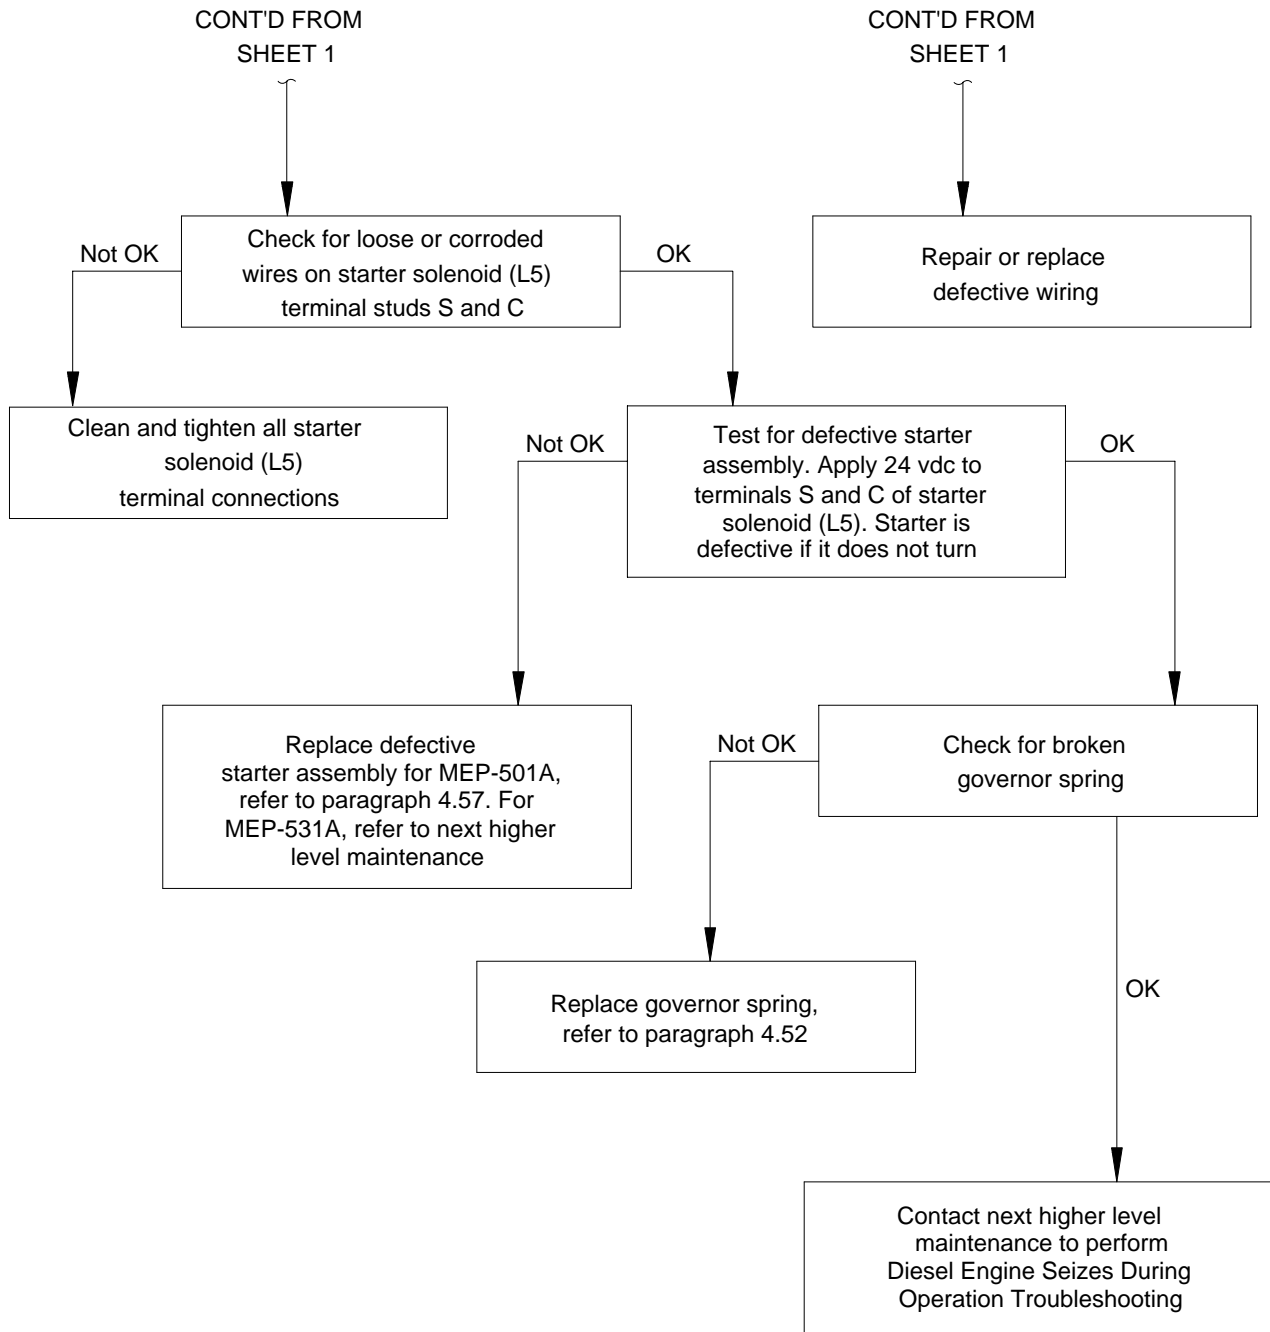 CONT'D FROM
SHEET 1
CONT'D FROM
SHEET 1
Check for loose or corroded
wires on starter solenoid (L5)
terminal studs S and C
Not OK
OK
Repair or replace
defective wiring
Clean and tighten all starter
solenoid (L5)
terminal connections
Test for defective starter
assembly. Apply 24 vdc to
terminals S and C of starter
solenoid (L5). Starter is
defective if it does not turn
Not OK
OK
Replace defective
starter assembly for MEP-501A,
refer to paragraph 4.57. For
MEP-531A, refer to next higher
level maintenance
Check for broken
governor spring
Not OK
OK
Replace governor spring,
refer to paragraph 4.52
Contact next higher level
maintenance to perform
Diesel Engine Seizes During
Operation Troubleshooting